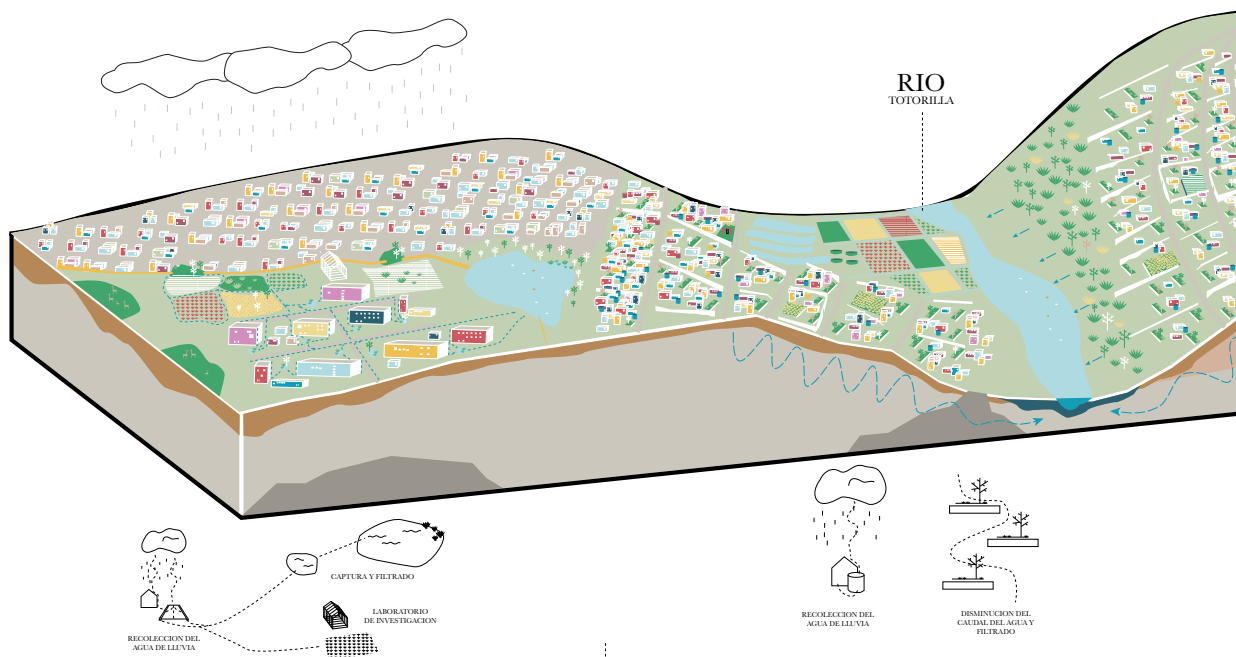 RIO
TOTORILLA
CAPTURA Y FILTRADO
LABORATORIO
DE INVESTIGACION
RECOLECCION DEL
AGUA DE LLUVIA
RECOLECCION DEL
AGUA DE LLUVIA
DISMINUCION DEL
CAUDAL DEL AGUA Y
FILTRADO